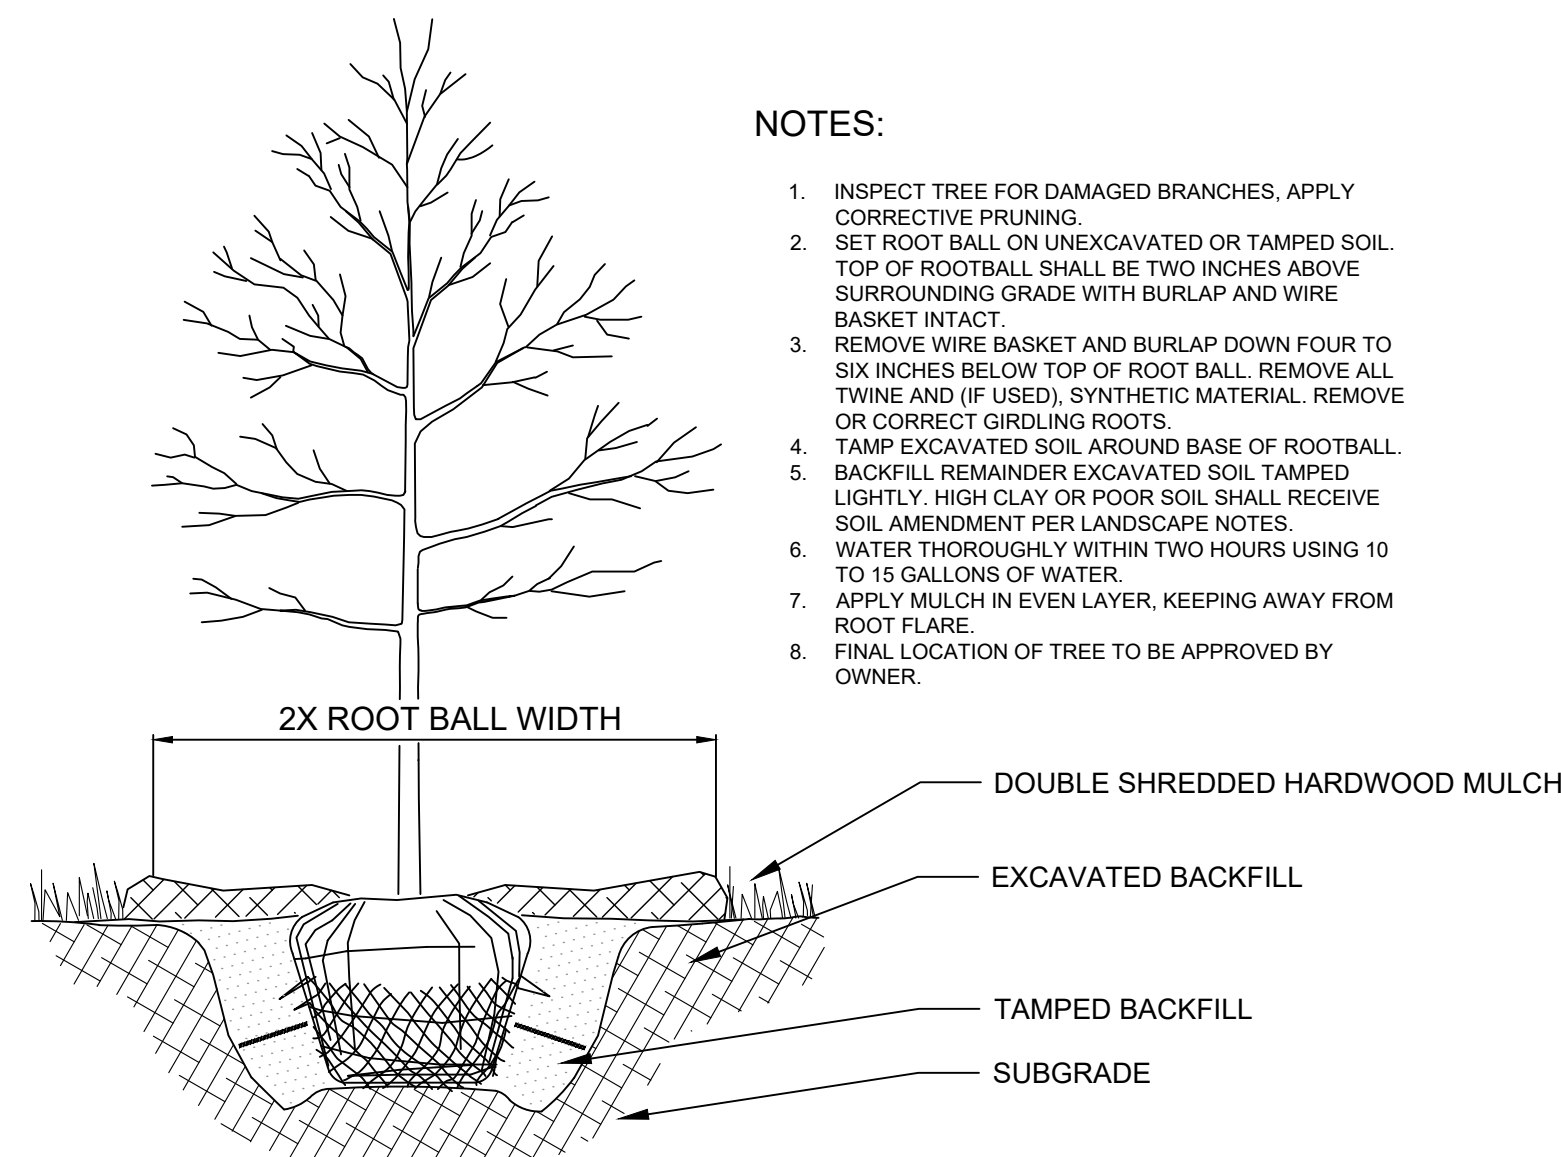 NOTES:
1. INSPECT TREE FOR DAMAGED BRANCHES, APPLY
CORRECTIVE PRUNING.
2. SET ROOT BALL ON UNEXCAVATED OR TAMPED SOIL.
TOP OF ROOTBALL SHALL BE TWO INCHES ABOVE
SURROUNDING GRADE WITH BURLAP AND WIRE
BASKET INTACT.
3. REMOVE WIRE BASKET AND BURLAP DOWN FOUR TO
SIX INCHES BELOW TOP OF ROOT BALL. REMOVE ALL
TWINE AND (IF USED), SYNTHETIC MATERIAL. REMOVE
OR CORRECT GIRDLING ROOTS.
4. TAMP EXCAVATED SOIL AROUND BASE OF ROOTBALL.
5. BACKFILL REMAINDER EXCAVATED SOIL TAMPED
LIGHTLY. HIGH CLAY OR POOR SOIL SHALL RECEIVE
SOIL AMENDMENT PER LANDSCAPE NOTES.
6. WATER THOROUGHLY WITHIN TWO HOURS USING 10
TO 15 GALLONS OF WATER.
7. APPLY MULCH IN EVEN LAYER, KEEPING AWAY FROM
ROOT FLARE.
8. FINAL LOCATION OF TREE TO BE APPROVED BY
OWNER.
2X ROOT BALL WIDTH
DOUBLE SHREDDED HARDWOOD MULCH
EXCAVATED BACKFILL
TAMPED BACKFILL
SUBGRADE